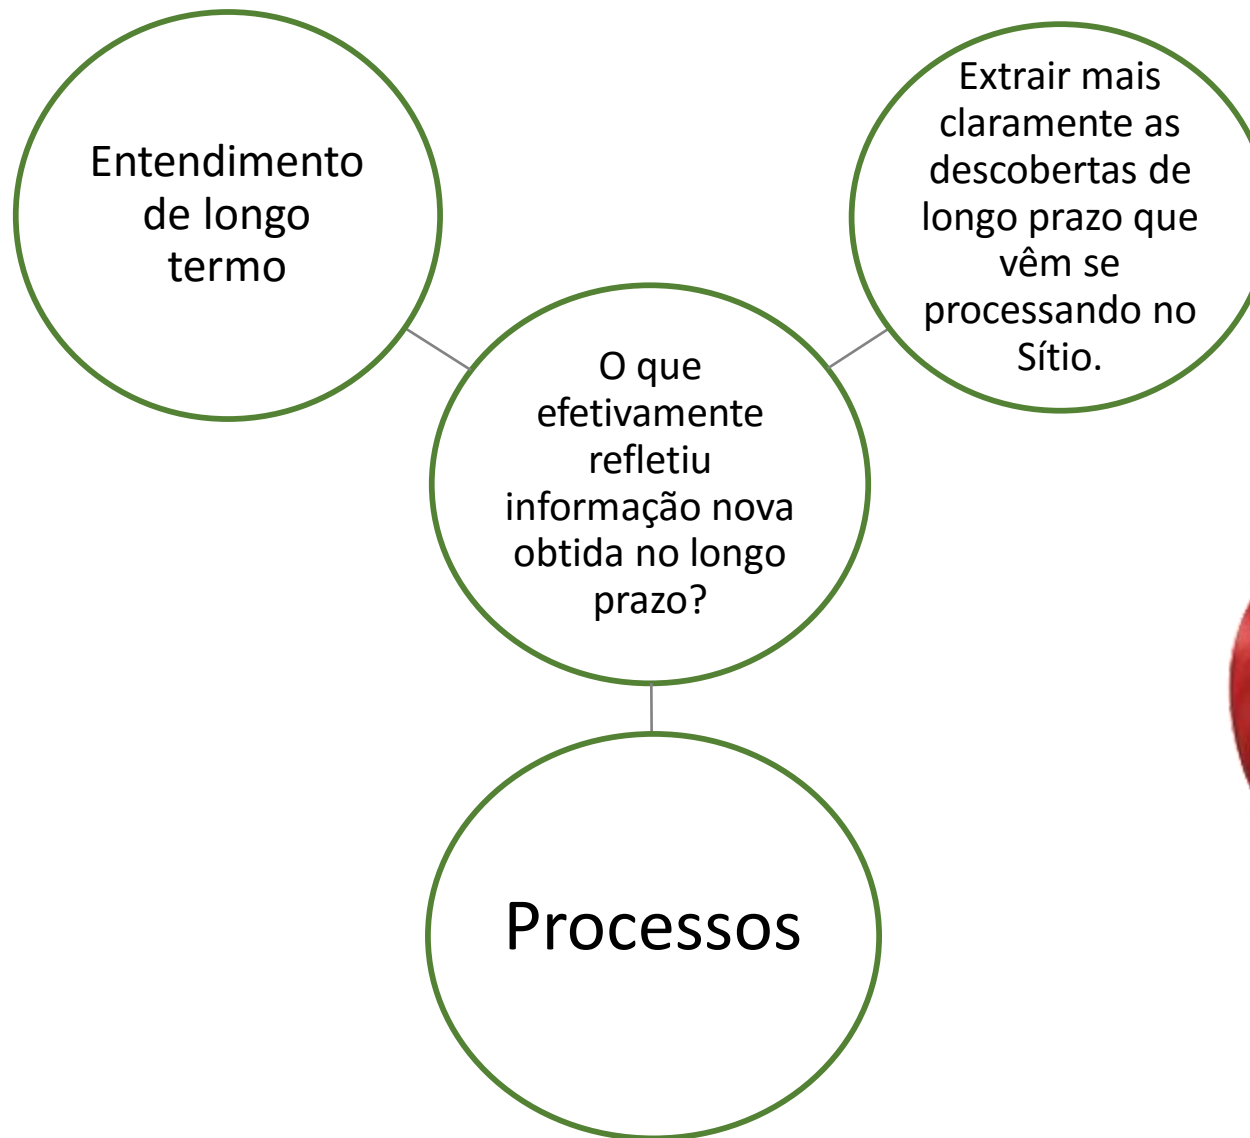 Entendimento
de longo
termo
Extrair mais
claramente as
descobertas de
longo prazo que
vêm se
processando no
Sítio.
O que
efetivamente
refletiu
informação nova
obtida no longo
prazo?
Processos